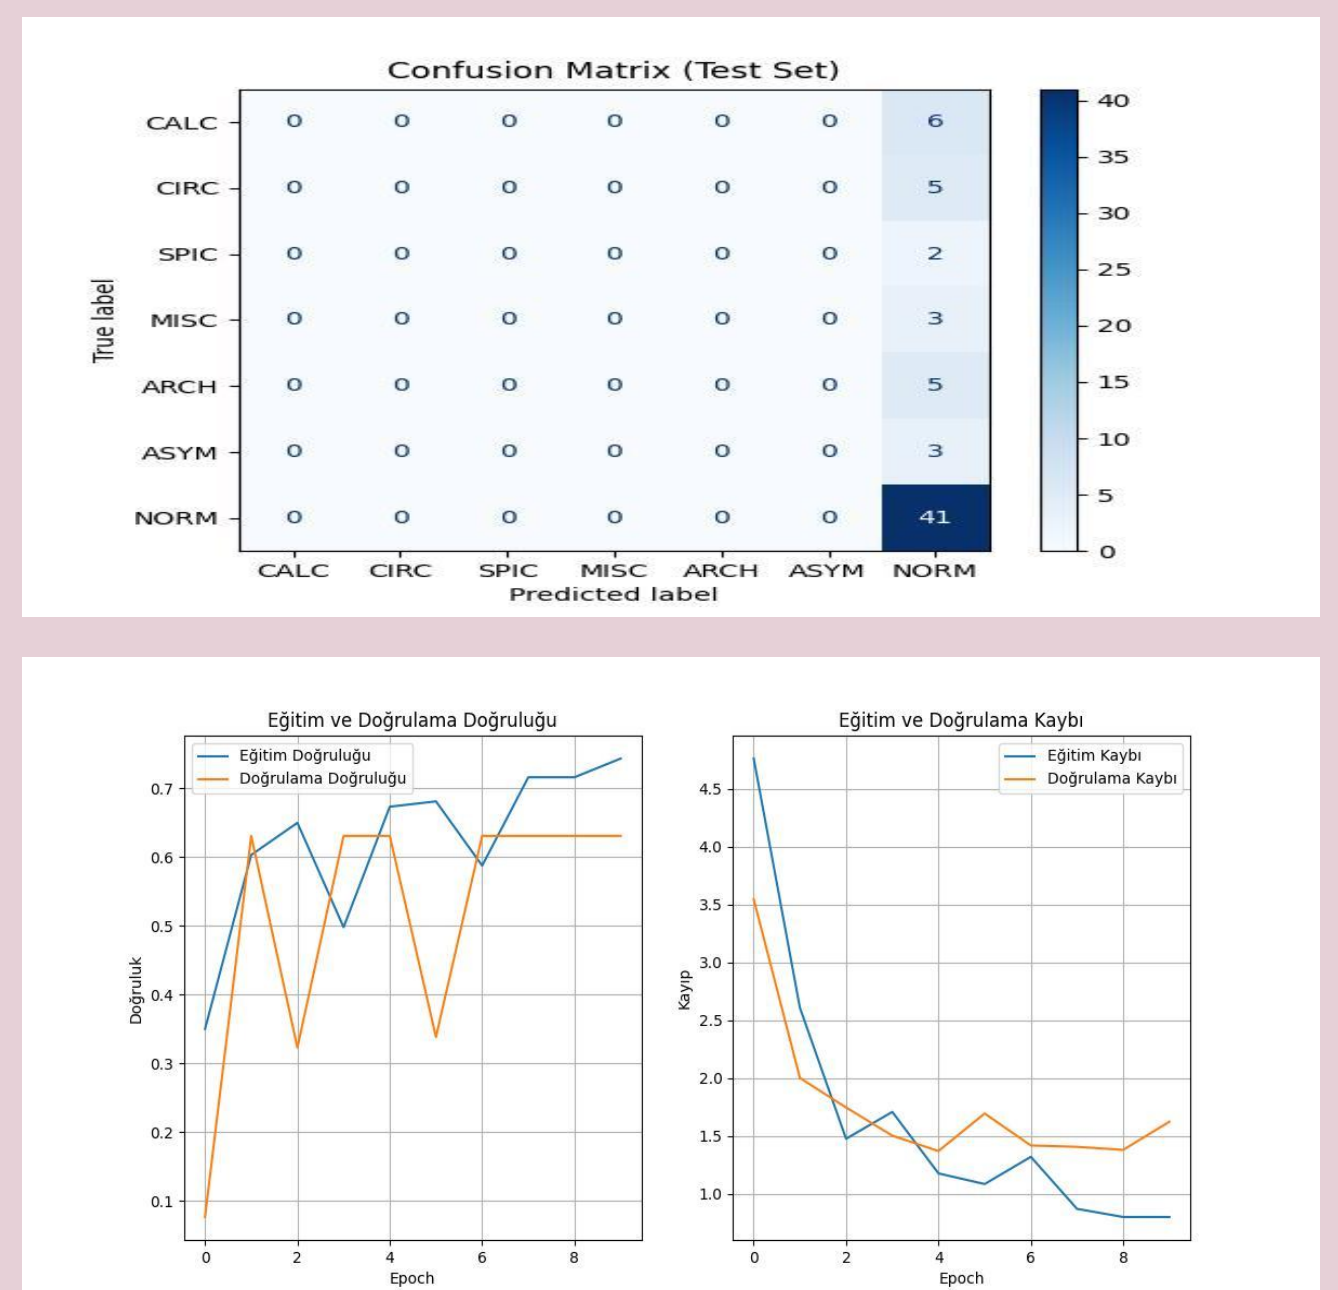 Confusion Matrix (Test Set)
True label
CALC 0 0 0 0 0 0 6
CIRC 0 0 0 0 0 0 5
SPIC 0 0 0 0 0 0 2
MISC 0 0 0 0 0 0 3
ARCH 0 0 0 0 0 0 5
ASYM 0 0 0 0 0 0 3
NORM 0 0 0 0 0 0 41
CALC CIRC SPIC MISC ARCH ASYM NORM
Predicted label
40
35
30
25
20
15
10
5
0
Eğitim ve Doğrulama Doğruluğu
Eğitim Doğruluğu
Doğrulama Doğruluğu
Doğruluk
0.7
0.6
0.5
0.4
0.3
0.2
0.1
0 2 4 6 8
Epoch
Eğitim ve Doğrulama Kaybı
Eğitim Kaybı
Doğrulama Kaybı
Kayıp
4.5
4.0
3.5
3.0
2.5
2.0
1.5
1.0
0 2 4 6 8
Epoch